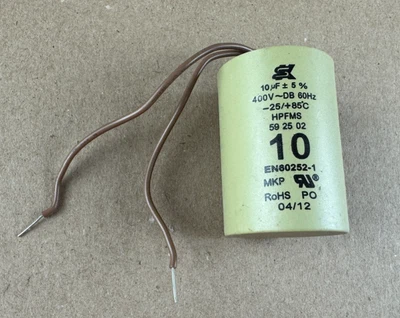 10µF ± 5 %
400V~DB 60Hz
-25/+85°C
HPFMS
59 25 02
10
EN60252-1
MKP RU®
RoHS PO
04/12